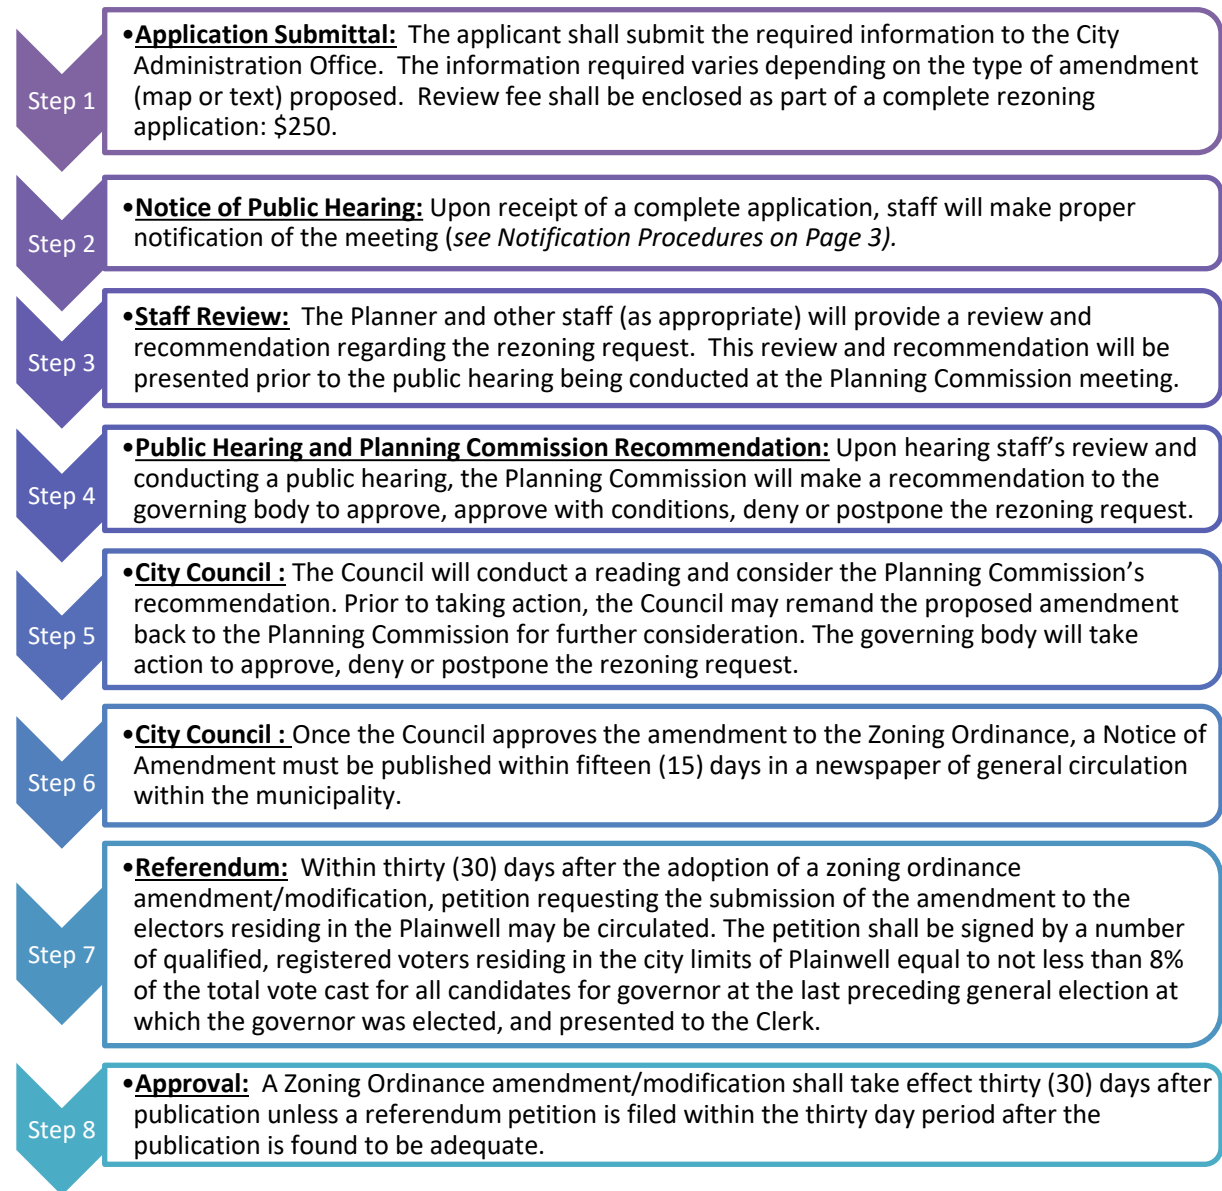 Step 1
•Application Submittal: The applicant shall submit the required information to the City
Administration Office. The information required varies depending on the type of amendment
(map or text) proposed. Review fee shall be enclosed as part of a complete rezoning
application: $250.
Step 2
•Notice of Public Hearing: Upon receipt of a complete application, staff will make proper
notification of the meeting (see Notification Procedures on Page 3).
Step 3
•Staff Review: The Planner and other staff (as appropriate) will provide a review and
recommendation regarding the rezoning request. This review and recommendation will be
presented prior to the public hearing being conducted at the Planning Commission meeting.
Step 4
•Public Hearing and Planning Commission Recommendation: Upon hearing staff’s review and
conducting a public hearing, the Planning Commission will make a recommendation to the
governing body to approve, approve with conditions, deny or postpone the rezoning request.
Step 5
•City Council : The Council will conduct a reading and consider the Planning Commission’s
recommendation. Prior to taking action, the Council may remand the proposed amendment
back to the Planning Commission for further consideration. The governing body will take
action to approve, deny or postpone the rezoning request.
Step 6
•City Council : Once the Council approves the amendment to the Zoning Ordinance, a Notice of
Amendment must be published within fifteen (15) days in a newspaper of general circulation
within the municipality.
Step 7
•Referendum: Within thirty (30) days after the adoption of a zoning ordinance
amendment/modification, petition requesting the submission of the amendment to the
electors residing in the Plainwell may be circulated. The petition shall be signed by a number
of qualified, registered voters residing in the city limits of Plainwell equal to not less than 8%
of the total vote cast for all candidates for governor at the last preceding general election at
which the governor was elected, and presented to the Clerk.
Step 8
•Approval: A Zoning Ordinance amendment/modification shall take effect thirty (30) days after
publication unless a referendum petition is filed within the thirty day period after the
publication is found to be adequate.